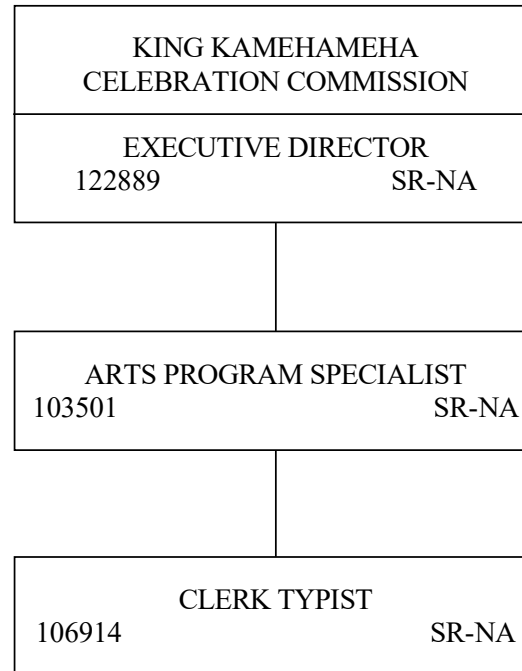 KING KAMEHAMEHA
CELEBRATION COMMISSION
EXECUTIVE DIRECTOR
122889 SR-NA
ARTS PROGRAM SPECIALIST
103501 SR-NA
CLERK TYPIST
106914 SR-NA